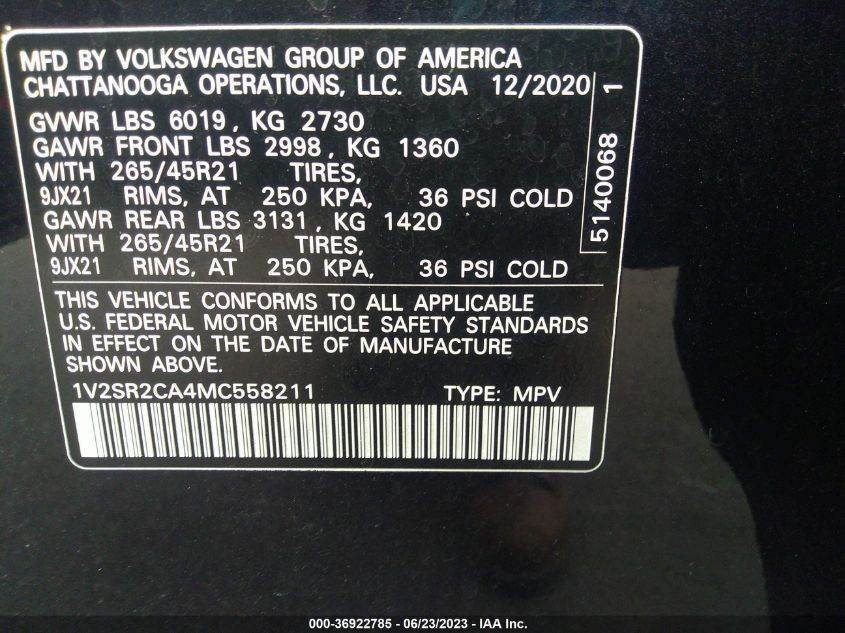 MFD BY VOLKSWAGEN GROUP OF AMERICA
CHATTANOOGA OPERATIONS, LLC. USA 12/2020
GVWR LBS 6019, KG 2730
GAWR FRONT LBS 2998, KG 1360
WITH 265/45R21 TIRES,
9JX21 RIMS, AT 250 KPA, 36 PSI COLD
GAWR REAR LBS 3131, KG 1420
WITH 265/45R21 TIRES,
9JX21 RIMS, AT 250 KPA, 36 PSI COLD
5140068 1
THIS VEHICLE CONFORMS TO ALL APPLICABLE
U.S. FEDERAL MOTOR VEHICLE SAFETY STANDARDS
IN EFFECT ON THE DATE OF MANUFACTURE
SHOWN ABOVE.
1V2SR2CA4MC558211 TYPE: MPV
000-36922785 - 06/23/2023 - IAA Inc.